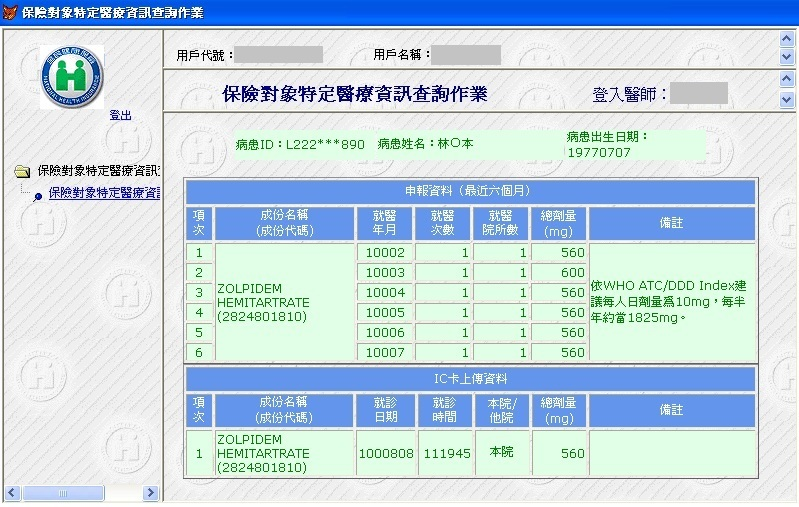 保險對象特定醫療資訊查詢作業
用戶代號： 用戶名稱：
NATIONAL HEALTH INSURANCE
登出
保險對象特定醫療資訊查詢作業 登入醫師：
保險對象特定醫療資訊
保險對象特定醫療資訊
病患ID：L222***890 病患姓名：林○本 病患出生日期：
19770707
申報資料（最近六個月）
項次 成份名稱(成份代碼) 就醫年月 就醫次數 就醫院所數 總劑量(mg) 備註
1 10002 1 1 560
2 10003 1 1 600
3 10004 1 1 560
4 10005 1 1 560
5 10006 1 1 560
6 10007 1 1 560
ZOLPIDEM
HEMITARTRATE
(2824801810)
依WHO ATC/DDD Index建
議每人日劑量為10mg，每半
年約當1825mg。
IC卡上傳資料
項次 成份名稱(成份代碼) 就診日期 就診時間 本院/他院 總劑量(mg) 備註
ZOLPIDEM
HEMITARTRATE
(2824801810)
1 1000808 111945 本院 560